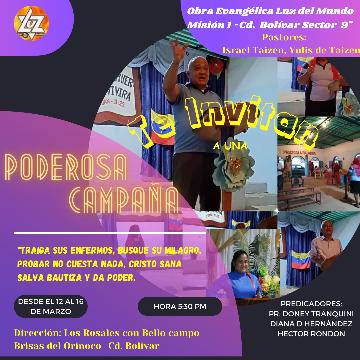 LUZ
Obra Evangélica Luz del Mundo
Misión 1 -Cd. Bolívar Sector 9"
Pastores:
Israel Taizen, Yulis de Taizen
Te Invitan
A UNA
PODEROSA
CAMPAÑA
"TRAIGA SUS ENFERMOS, BUSQUE SU MILAGRO.
PROBAR NO CUESTA NADA, CRISTO SANA
SALVA BAUTIZA Y DA PODER.
DESDE EL 12 AL 16
DE MARZO
HORA 5:30 PM
PREDICADORES:
PR. DONEY TRANQUINI
DIANA D HERNÁNDEZ
HECTOR RONDON
Dirección: Los Rosales con Bello campo
Brisas del Orinoco Cd. Bolívar